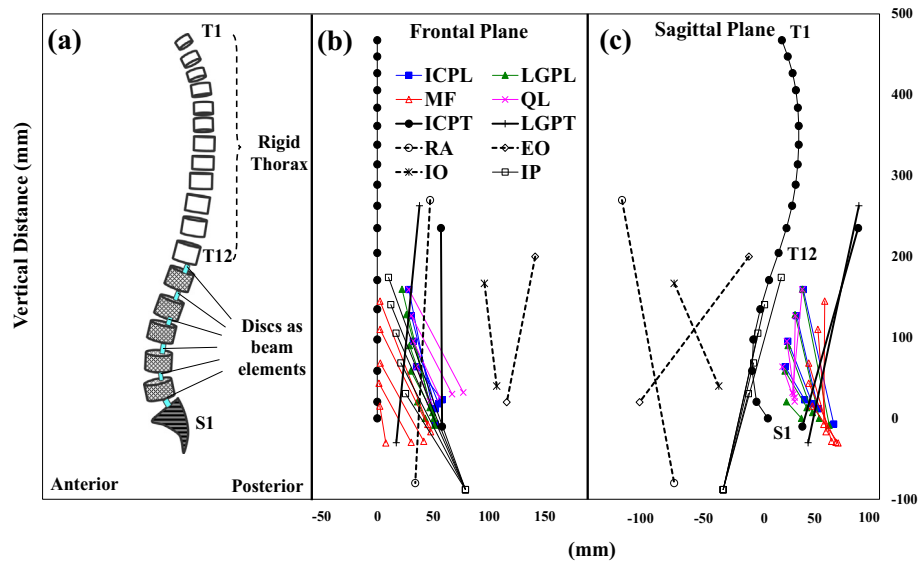 (a)
T1
Rigid
Thorax
T12
Discs as
beam
elements
S1
Anterior
Posterior
Vertical Distance (mm)
(b)
Frontal Plane
ICPL
LGPL
MF
QL
ICPT
LGPT
RA
EO
IO
IP
-50
0
50
100
150
(c)
Sagittal Plane
T1
T12
S1
-100
0
50
100
(mm)
500
400
300
200
100
0
-100